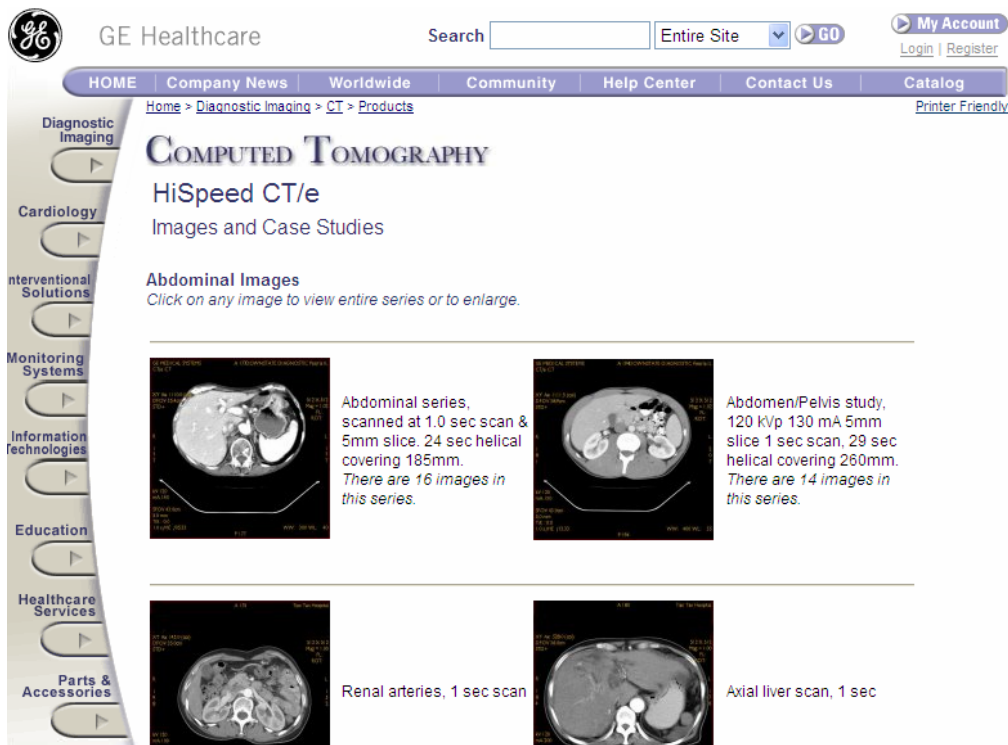 GE Healthcare
Search
Entire Site
GO
My Account
Login | Register
HOME
Company News
Worldwide
Community
Help Center
Contact Us
Catalog
Home > Diagnostic Imaging > CT > Products
Printer Friendly
Diagnostic
Imaging
Cardiology
nterventional
Solutions
Monitoring
Systems
Information
Technologies
Education
Healthcare
Services
Parts &
Accessories
COMPUTED TOMOGRAPHY
HiSpeed CT/e
Images and Case Studies
Abdominal Images
Click on any image to view entire series or to enlarge.
Abdominal series,
scanned at 1.0 sec scan &
5mm slice. 24 sec helical
covering 185mm.
There are 16 images in
this series.
Abdomen/Pelvis study,
120 kVp 130 mA 5mm
slice 1 sec scan, 29 sec
helical covering 260mm.
There are 14 images in
this series.
Renal arteries, 1 sec scan
Axial liver scan, 1 sec